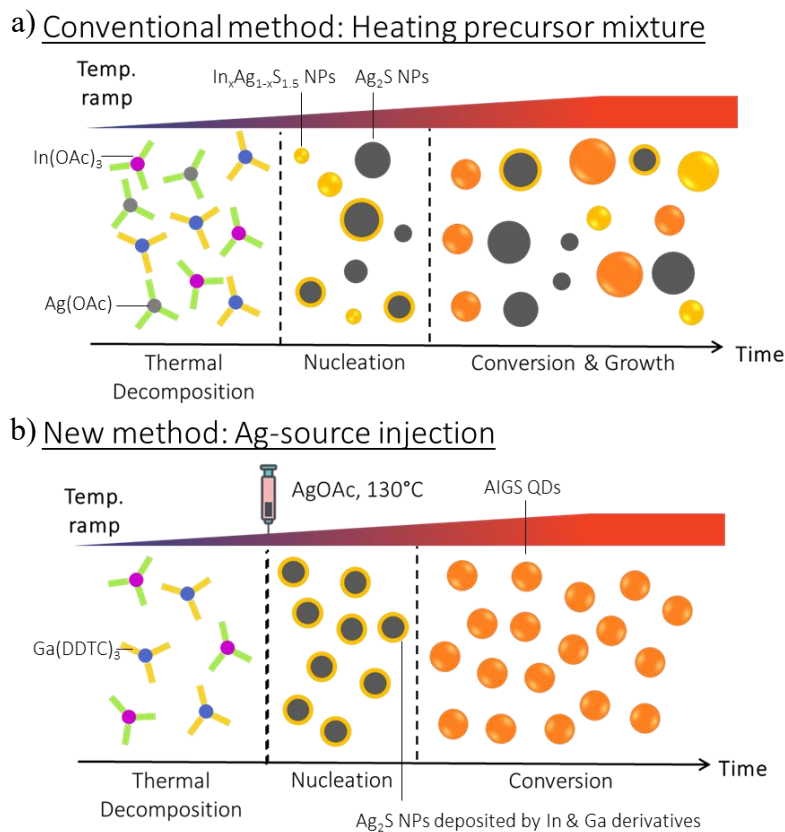 a) Conventional method: Heating precursor mixture
Temp.
ramp
InₓAg₁₋ₓS₁.₅ NPs
Ag₂S NPs
In(OAc)₃
Ag(OAc)
Time
Thermal
Decomposition
Nucleation
Conversion & Growth
b) New method: Ag-source injection
Temp.
ramp
AgOAc, 130°C
AIGS QDs
Ga(DDTC)₃
Time
Thermal
Decomposition
Nucleation
Conversion
Ag₂S NPs deposited by In & Ga derivatives